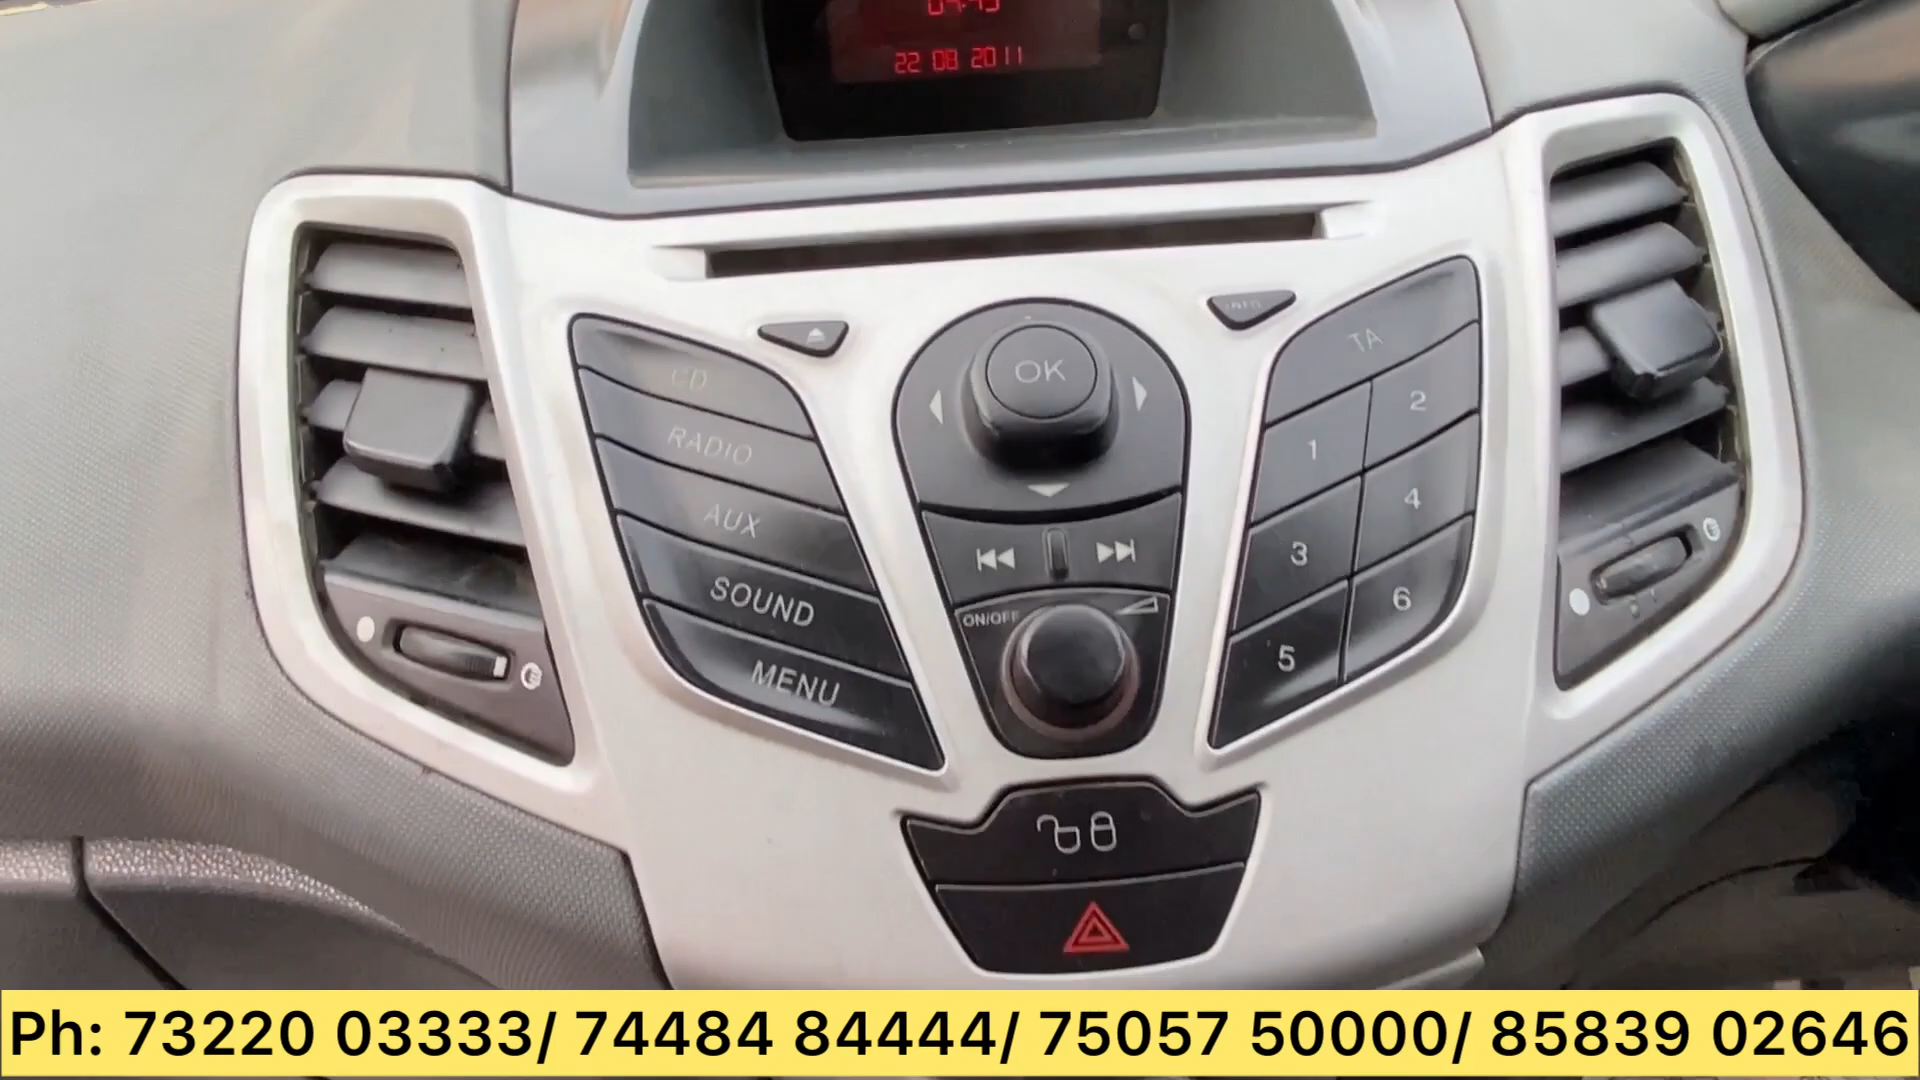 22 08 2011
INFO
CD
OK
TA
RADIO
1
2
AUX
3
4
SOUND
ON/OFF
5
6
MENU
Ph: 73220 03333/ 74484 84444/ 75057 50000/ 85839 02646